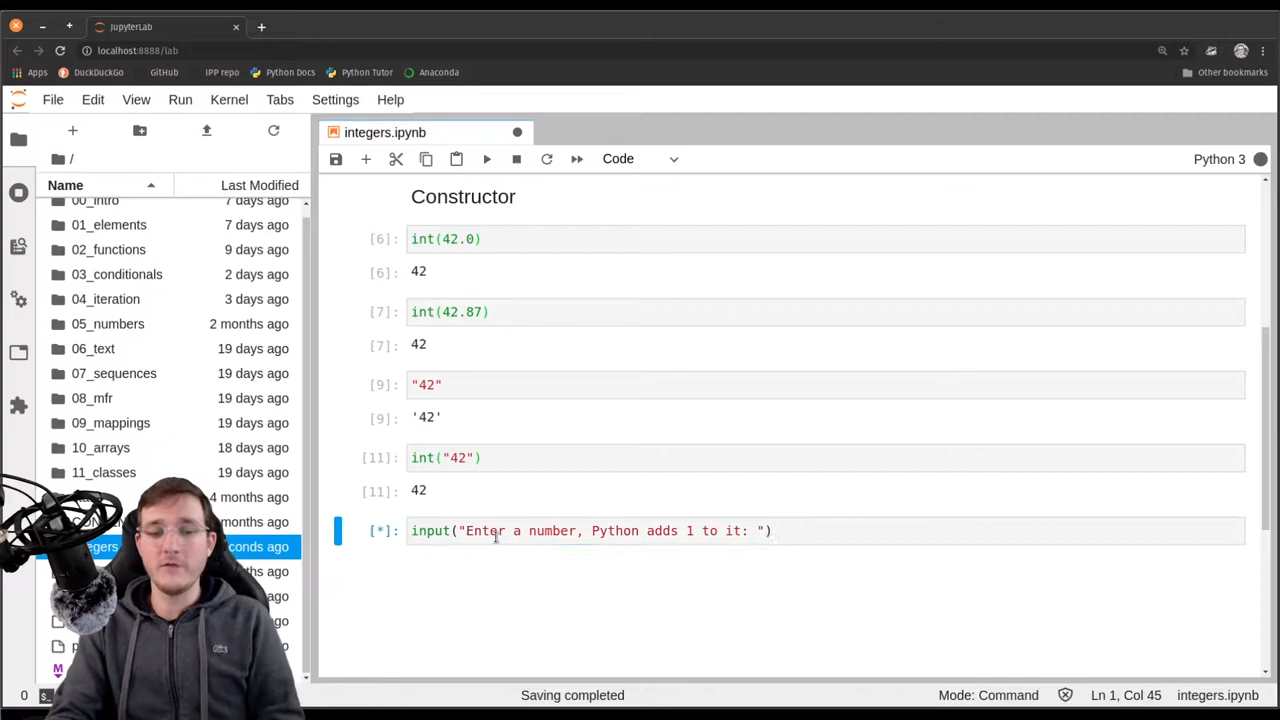 JupyterLab
localhost:8888/lab
Apps DuckDuckGo GitHub IPP repo Python Docs Python Tutor Anaconda Other bookmarks
File Edit View Run Kernel Tabs Settings Help
integers.ipynb
/
Code Python 3
Name Last Modified
00_intro 7 days ago
01_elements 7 days ago
02_functions 9 days ago
03_conditionals 2 days ago
04_iteration 3 days ago
05_numbers 2 months ago
06_text 19 days ago
07_sequences 19 days ago
08_mfr 19 days ago
09_mappings 19 days ago
10_arrays 18 days ago
11_classes 19 days ago
4 months ago
months ago
egers conds ago
ths ago
ago
ago
ago
M
Constructor
[6]: int(42.0)
[6]: 42
[7]: int(42.87)
[7]: 42
[9]: "42"
[9]: '42'
[11]: int("42")
[11]: 42
[*]: input("Enter a number, Python adds 1 to it: ")
0 $_ Saving completed Mode: Command Ln 1, Col 45 integers.ipynb